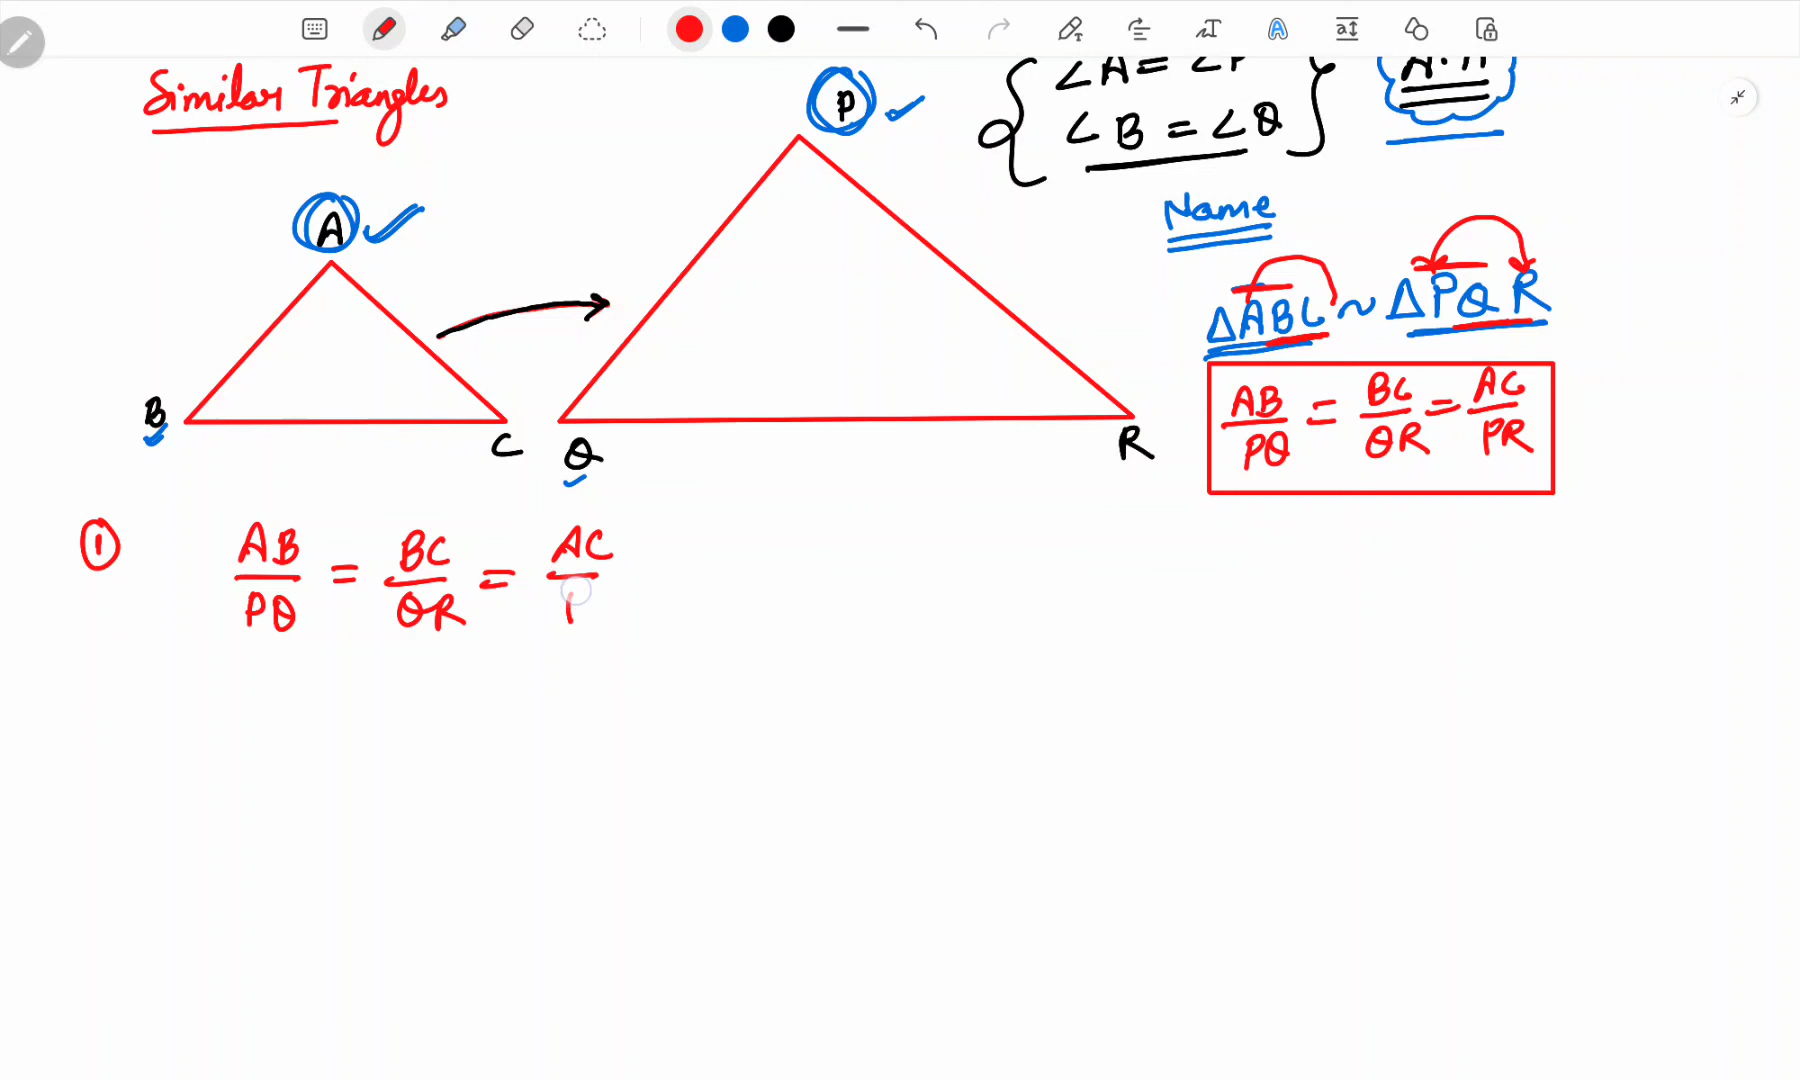 Similar Triangles
P
∠A = ∠P
∠B = ∠Q
A·A
Name
A
ΔABC ~ ΔPQR
AB/PQ = BC/QR = AC/PR
B
C
Q
R
① AB/PQ = BC/QR = AC/